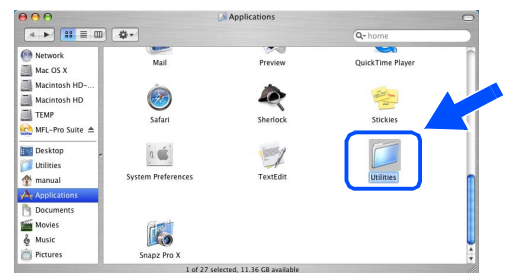 Applications
home
Network
Mac OS X
Macintosh HD-...
Macintosh HD
TEMP
MFL-Pro Suite
Desktop
Utilities
manual
Applications
Documents
Movies
Music
Pictures
Mail
Preview
QuickTime Player
Safari
Sherlock
Stickies
System Preferences
TextEdit
Utilities
Snapz Pro X
1 of 27 selected, 11.36 GB available